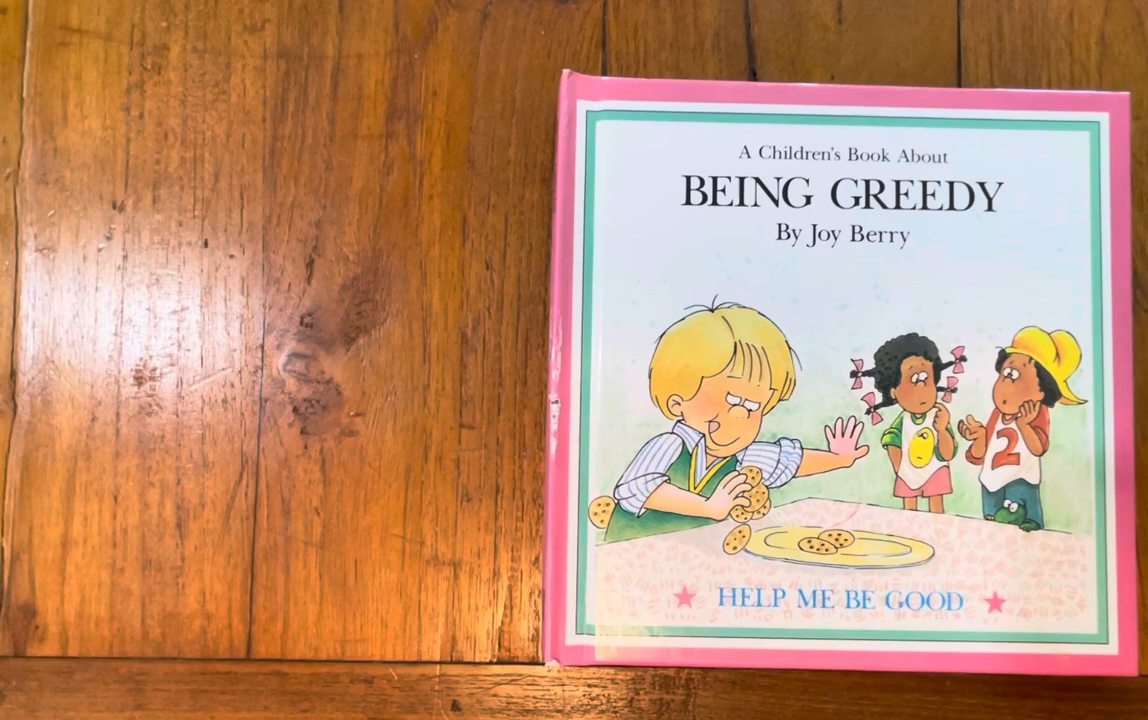 A Children's Book About
BEING GREEDY
By Joy Berry
2
HELP ME BE GOOD